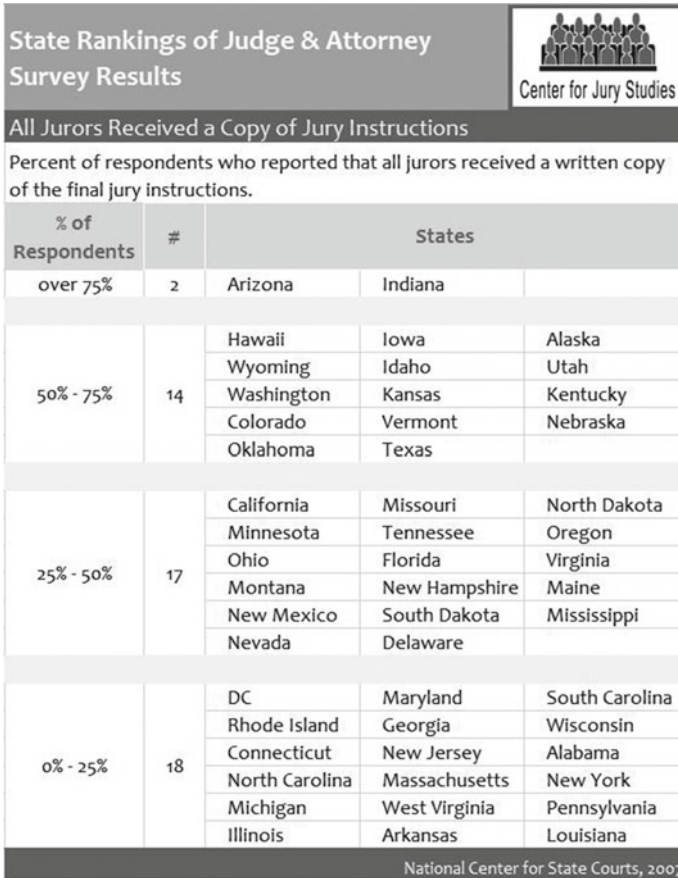 State Rankings of Judge & Attorney
Survey Results
Center for Jury Studies
All Jurors Received a Copy of Jury Instructions
Percent of respondents who reported that all jurors received a written copy
of the final jury instructions.
% of
Respondents # States
over 75% 2 Arizona Indiana
Hawaii Iowa Alaska
Wyoming Idaho Utah
50% - 75% 14 Washington Kansas Kentucky
Colorado Vermont Nebraska
Oklahoma Texas
California Missouri North Dakota
Minnesota Tennessee Oregon
Ohio Florida Virginia
25% - 50% 17 Montana New Hampshire Maine
New Mexico South Dakota Mississippi
Nevada Delaware
DC Maryland South Carolina
Rhode Island Georgia Wisconsin
Connecticut New Jersey Alabama
0% - 25% 18 North Carolina Massachusetts New York
Michigan West Virginia Pennsylvania
Illinois Arkansas Louisiana
National Center for State Courts, 2007